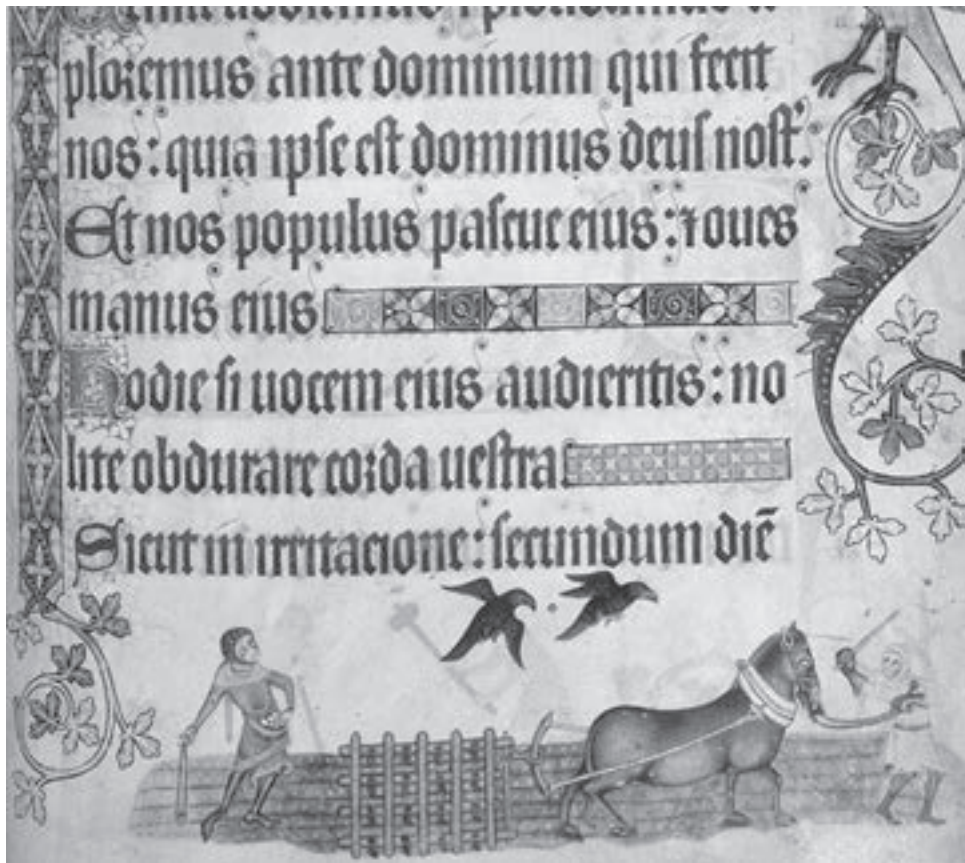 ploremus ante dominum qui fecit
nos : quia ipse est dominus deus nost'.
Et nos populus pascue eius : ⁊ oues
manus eius
Hodie si uocem eius audieritis : no
lite obdurare corda uestra.
Sicut in irritacione : secundum diē